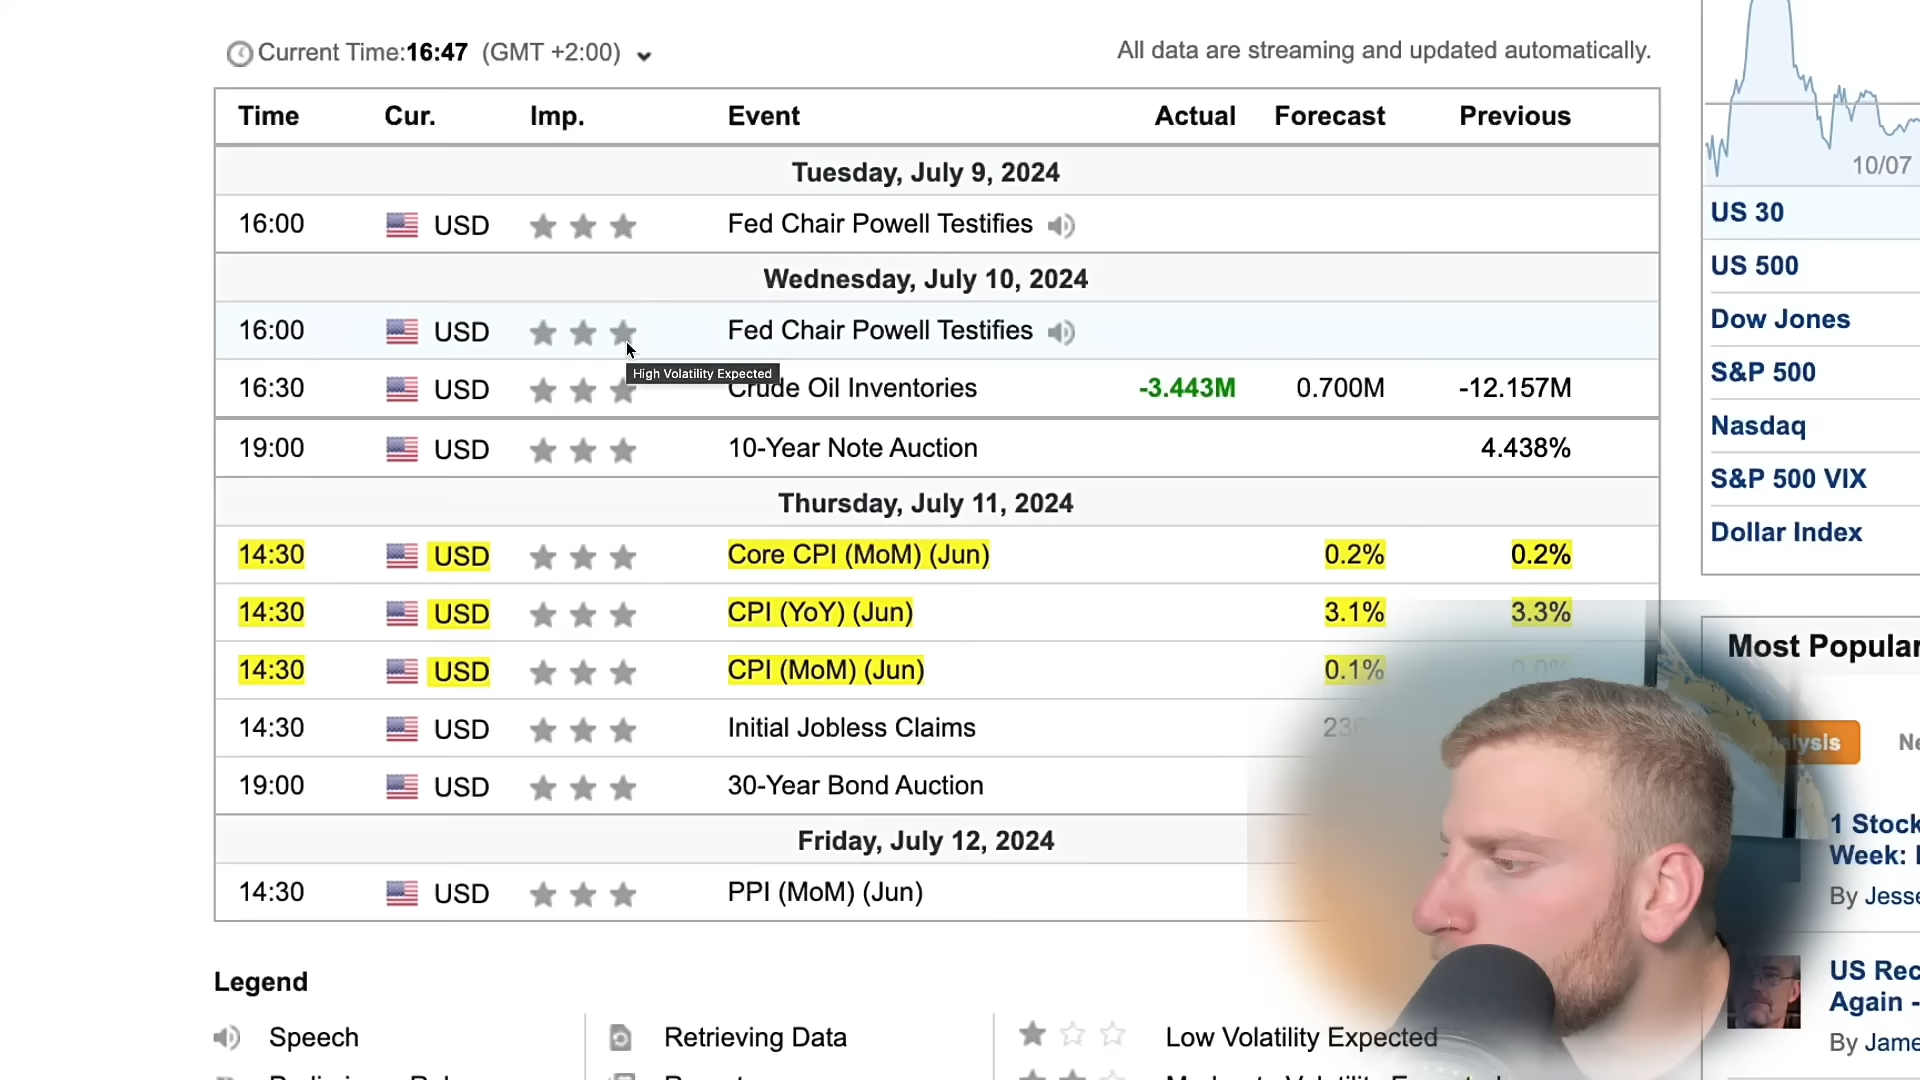 Current Time:16:47 (GMT +2:00)
All data are streaming and updated automatically.
Time Cur. Imp. Event Actual Forecast Previous
Tuesday, July 9, 2024
16:00 USD Fed Chair Powell Testifies
Wednesday, July 10, 2024
16:00 USD Fed Chair Powell Testifies
High Volatility Expected
16:30 USD Crude Oil Inventories -3.443M 0.700M -12.157M
19:00 USD 10-Year Note Auction 4.438%
Thursday, July 11, 2024
14:30 USD Core CPI (MoM) (Jun) 0.2% 0.2%
14:30 USD CPI (YoY) (Jun) 3.1% 3.3%
14:30 USD CPI (MoM) (Jun) 0.1% 0.0%
14:30 USD Initial Jobless Claims
19:00 USD 30-Year Bond Auction
Friday, July 12, 2024
14:30 USD PPI (MoM) (Jun)
Legend
Speech
Retrieving Data
Low Volatility Expected
10/07
US 30
US 500
Dow Jones
S&P 500
Nasdaq
S&P 500 VIX
Dollar Index
Most Popular
1 Stock
Week:
By Jesse
US Rec
Again -
By Jame